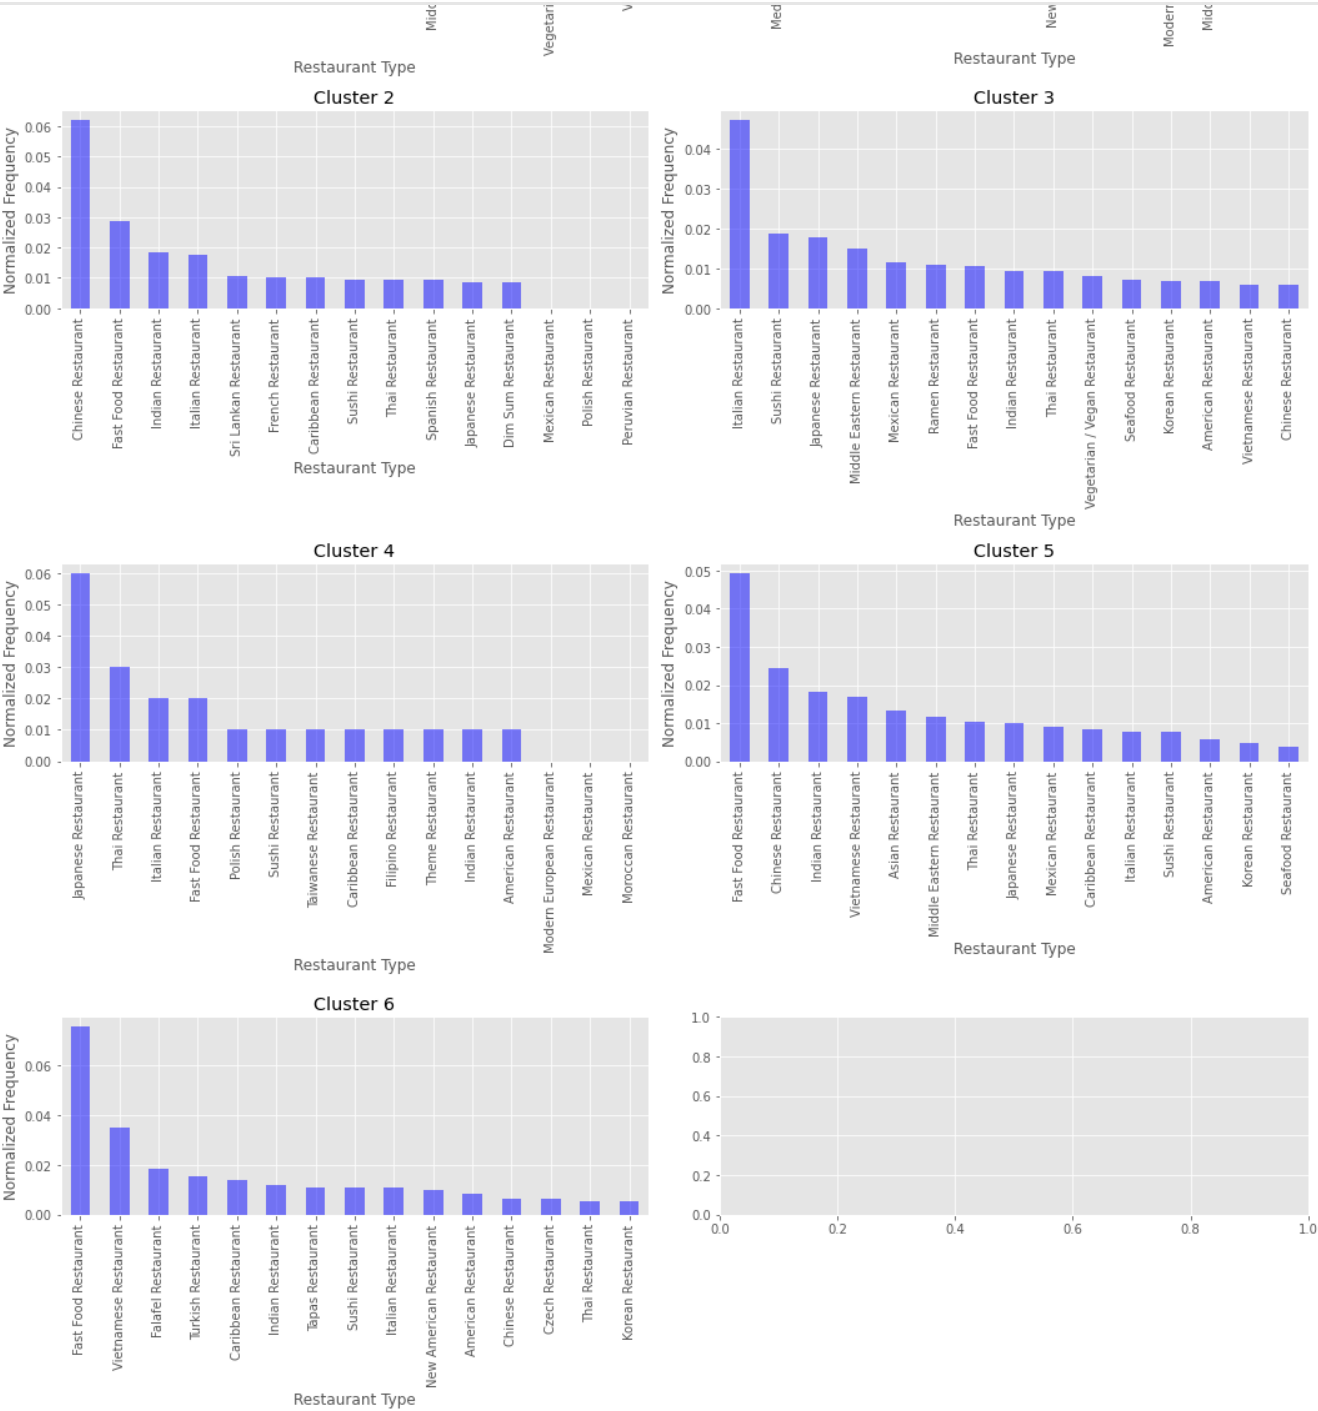 Restaurant Type
Restaurant Type
Cluster 2
Normalized Frequency
0.06
0.05
0.04
0.03
0.02
0.01
0.00
Chinese Restaurant
Fast Food Restaurant
Indian Restaurant
Italian Restaurant
Sri Lankan Restaurant
French Restaurant
Caribbean Restaurant
Sushi Restaurant
Thai Restaurant
Spanish Restaurant
Japanese Restaurant
Dim Sum Restaurant
Mexican Restaurant
Polish Restaurant
Peruvian Restaurant
Restaurant Type
Cluster 3
Normalized Frequency
0.04
0.03
0.02
0.01
0.00
Italian Restaurant
Sushi Restaurant
Japanese Restaurant
Middle Eastern Restaurant
Mexican Restaurant
Ramen Restaurant
Fast Food Restaurant
Indian Restaurant
Thai Restaurant
Vegetarian / Vegan Restaurant
Seafood Restaurant
Korean Restaurant
American Restaurant
Vietnamese Restaurant
Chinese Restaurant
Restaurant Type
Cluster 4
Normalized Frequency
0.06
0.05
0.04
0.03
0.02
0.01
0.00
Japanese Restaurant
Thai Restaurant
Italian Restaurant
Fast Food Restaurant
Polish Restaurant
Sushi Restaurant
Taiwanese Restaurant
Caribbean Restaurant
Filipino Restaurant
Theme Restaurant
Indian Restaurant
American Restaurant
Modern European Restaurant
Mexican Restaurant
Moroccan Restaurant
Restaurant Type
Cluster 5
Normalized Frequency
0.05
0.04
0.03
0.02
0.01
0.00
Fast Food Restaurant
Chinese Restaurant
Indian Restaurant
Vietnamese Restaurant
Asian Restaurant
Middle Eastern Restaurant
Thai Restaurant
Japanese Restaurant
Mexican Restaurant
Caribbean Restaurant
Italian Restaurant
Sushi Restaurant
American Restaurant
Korean Restaurant
Seafood Restaurant
Restaurant Type
Cluster 6
Normalized Frequency
0.06
0.04
0.02
0.00
Fast Food Restaurant
Vietnamese Restaurant
Falafel Restaurant
Turkish Restaurant
Caribbean Restaurant
Indian Restaurant
Tapas Restaurant
Sushi Restaurant
Italian Restaurant
New American Restaurant
American Restaurant
Chinese Restaurant
Czech Restaurant
Thai Restaurant
Korean Restaurant
Restaurant Type
1.0
0.8
0.6
0.4
0.2
0.0
0.0 0.2 0.4 0.6 0.8 1.0